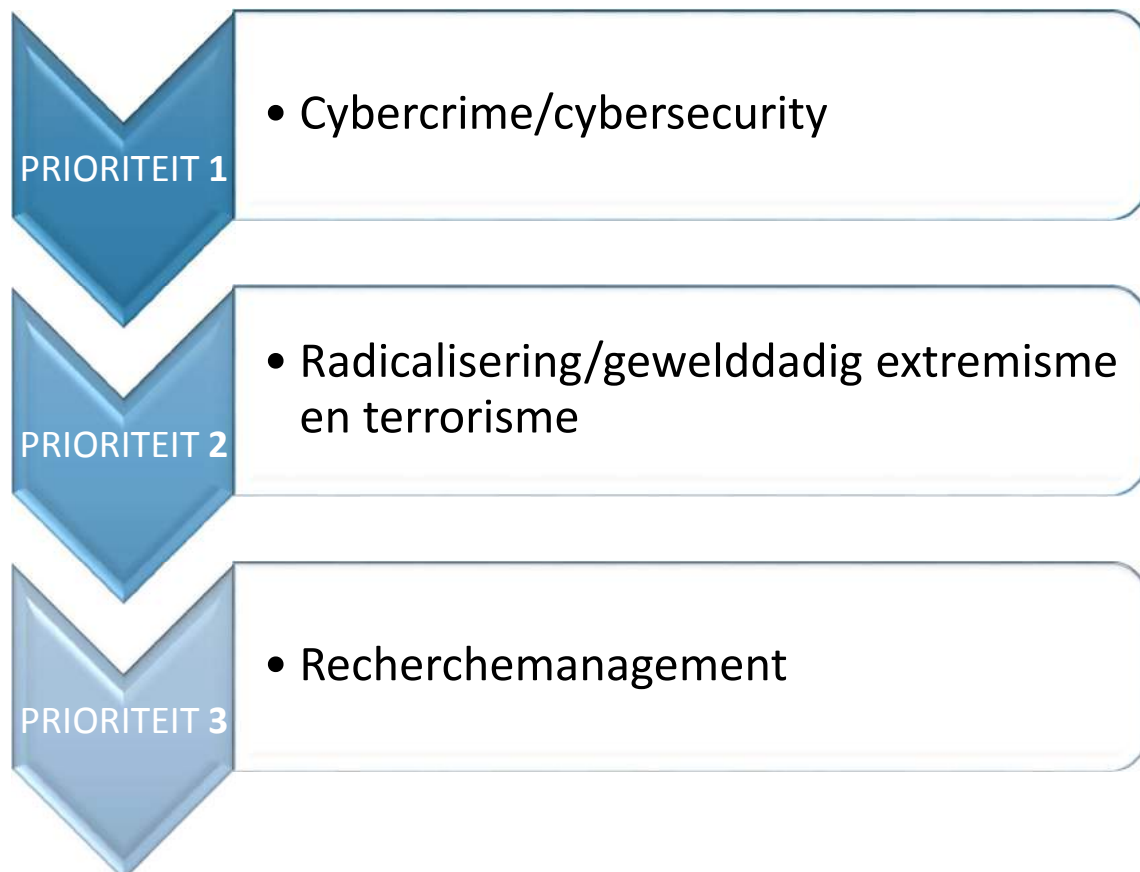 PRIORITEIT 1
• Cybercrime/cybersecurity
PRIORITEIT 2
• Radicalisering/gewelddadig extremisme
en terrorisme
PRIORITEIT 3
• Recherchemanagement